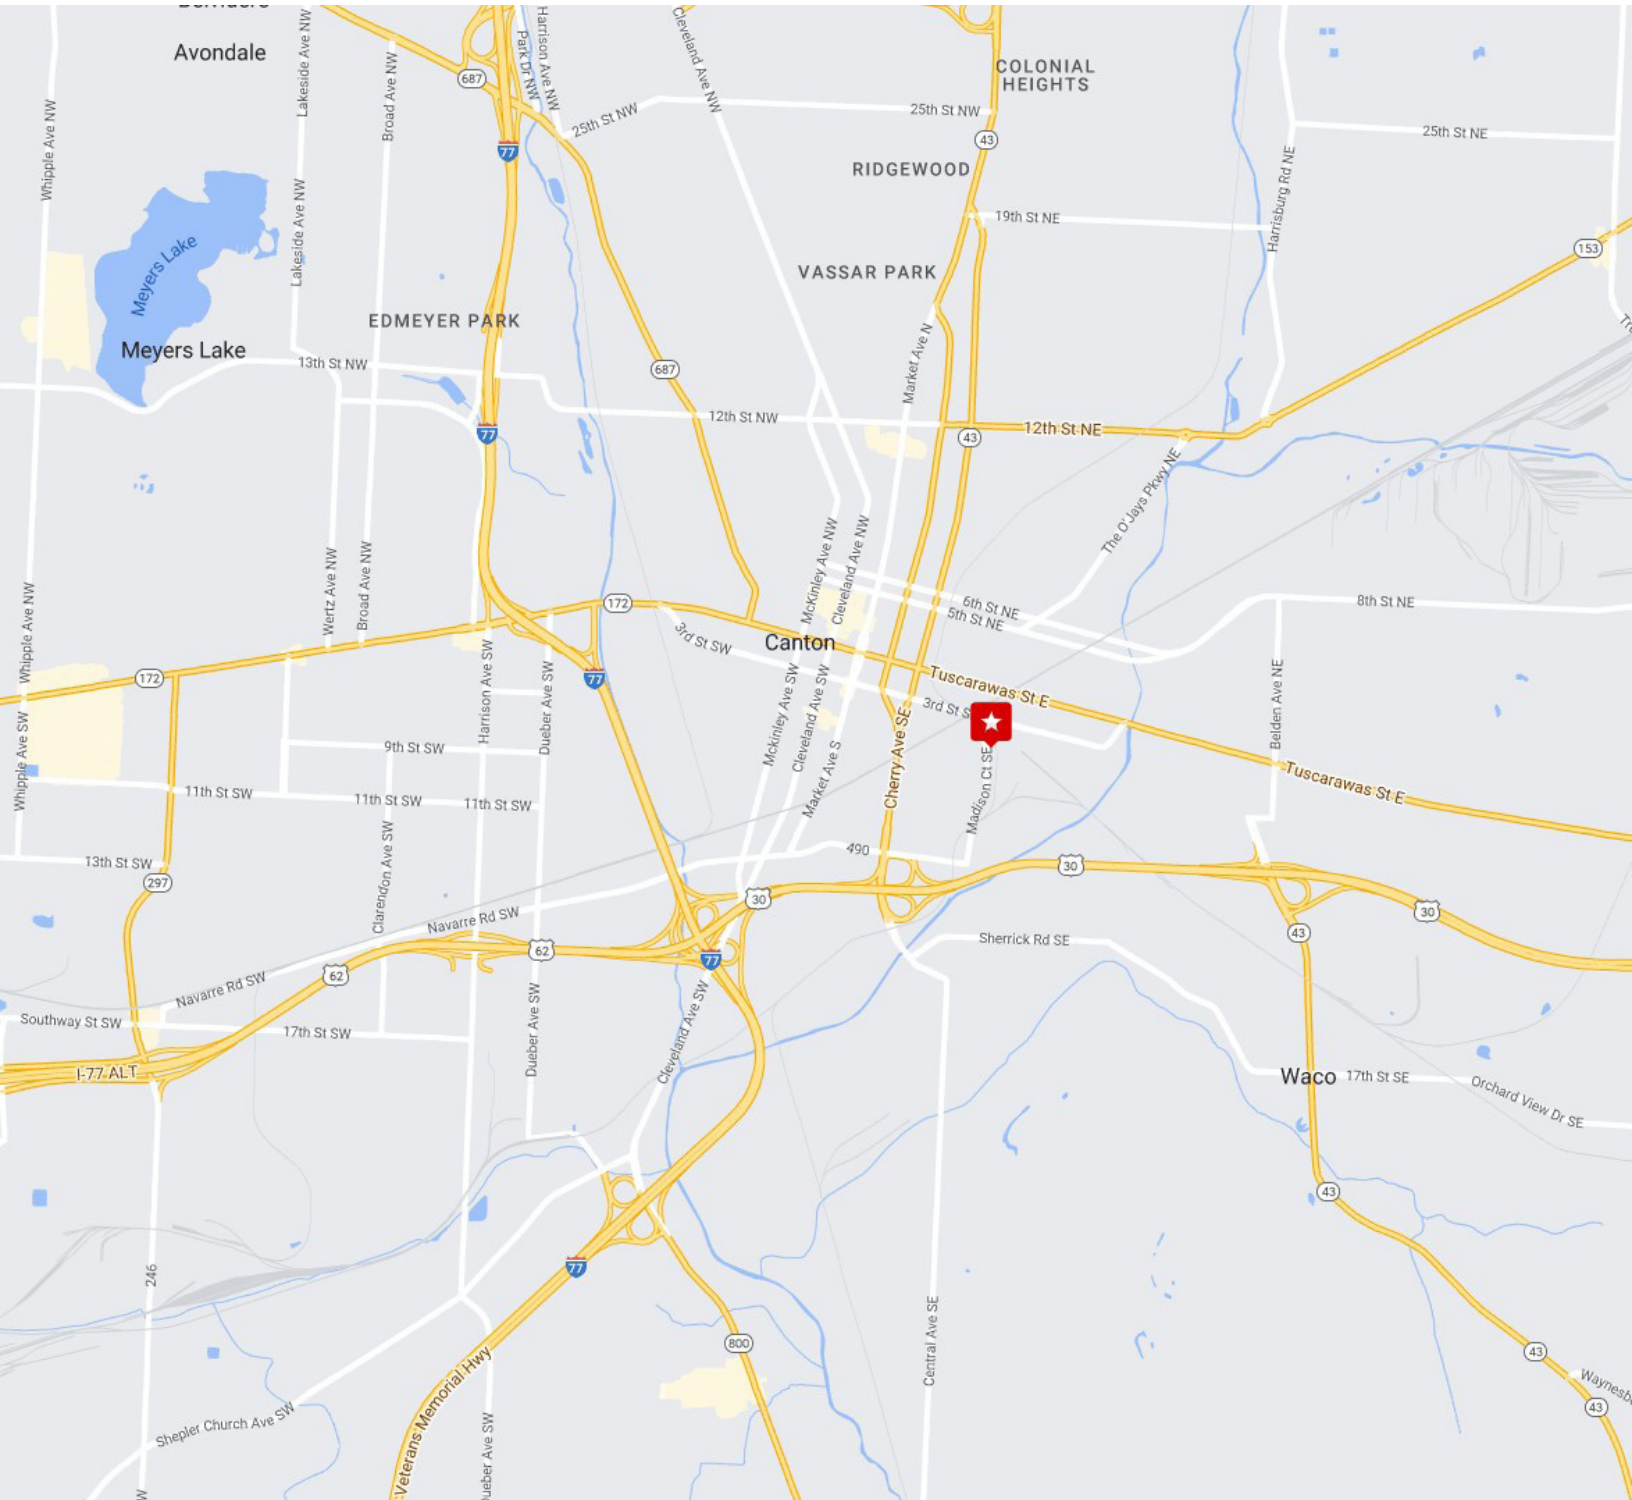 Avondale
Lakeside Ave NW
Broad Ave NW
Whipple Ave NW
687
Park Dr NW
Harrison Ave NW
Cleveland Ave NW
COLONIAL
HEIGHTS
25th St NW
25th St NW
43
25th St NE
77
RIDGEWOOD
Harrisburg Rd NE
19th St NE
153
Lakeside Ave NW
Meyers Lake
VASSAR PARK
EDMEYER PARK
Meyers Lake
13th St NW
687
Market Ave N
12th St NW
12th St NE
77
43
The O'Jays Pkwy NE
McKinley Ave NW
Cleveland Ave NW
Whipple Ave NW
Wertz Ave NW
Broad Ave NW
172
6th St NE
5th St NE
8th St NE
3rd St SW
Canton
Whipple Ave NW
172
77
Tuscarawas St E
3rd St S
Harrison Ave SW
Dueber Ave SW
Mckinley Ave SW
Cleveland Ave SW
Market Ave S
Cherry Ave SE
Madison Ct SE
Belden Ave NE
Tuscarawas St E
Whipple Ave SW
9th St SW
11th St SW
11th St SW
11th St SW
13th St SW
297
Clarendon Ave SW
490
30
30
30
Navarre Rd SW
62
62
77
43
Sherrick Rd SE
Navarre Rd SW
Southway St SW
17th St SW
Dueber Ave SW
Cleveland Ave SW
I-77 ALT
Waco
17th St SE
Orchard View Dr SE
43
246
77
800
Central Ave SE
43
43
Waynesb
Veterans Memorial Hwy
Shepler Church Ave SW
ueber Ave SW